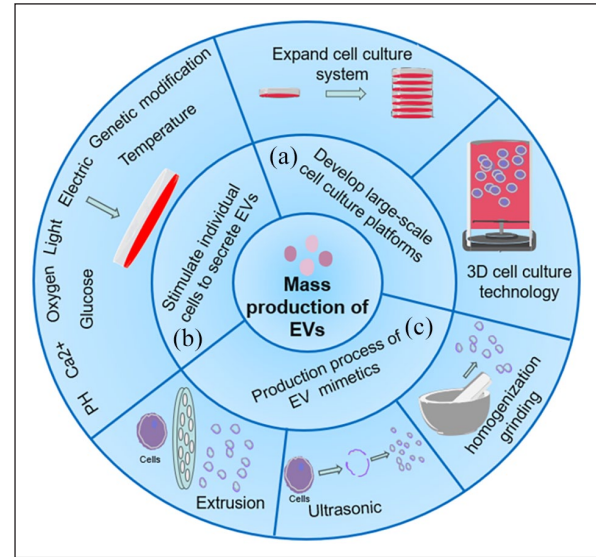 Expand cell culture
system
Genetic modification
Temperature
Electric
Light
Oxygen
Glucose
Ca2+
PH
(a)
Develop large-scale
cell culture platforms
Stimulate individual
cells to secrete EVs
(b)
Mass
production of
EVs
(c)
Production process of
EV mimetics
3D cell culture
technology
homogenization
grinding
Cells
Ultrasonic
Cells
Extrusion